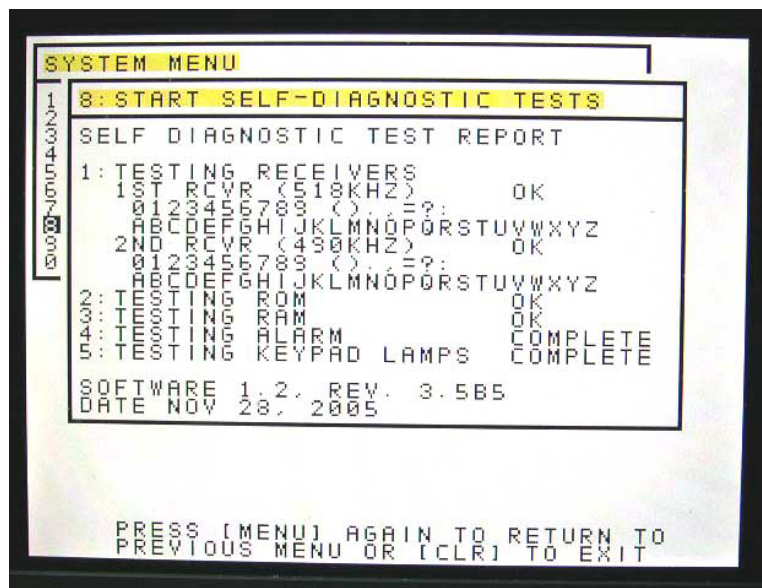 SYSTEM MENU
1
2
3
4
5
6
7
8
9
0
8:START SELF-DIAGNOSTIC TESTS
SELF DIAGNOSTIC TEST REPORT
1:TESTING RECEIVERS
1ST RCVR (518KHZ) OK
0123456789 ().,=?:
ABCDEFGHIJKLMNOPQRSTUVWXYZ
2ND RCVR (490KHZ) OK
0123456789 ().,=?:
ABCDEFGHIJKLMNOPQRSTUVWXYZ
2:TESTING ROM OK
3:TESTING RAM OK
4:TESTING ALARM COMPLETE
5:TESTING KEYPAD LAMPS COMPLETE
SOFTWARE 1.2, REV. 3.5B5
DATE NOV 28, 2005
PRESS [MENU] AGAIN TO RETURN TO
PREVIOUS MENU OR [CLR] TO EXIT